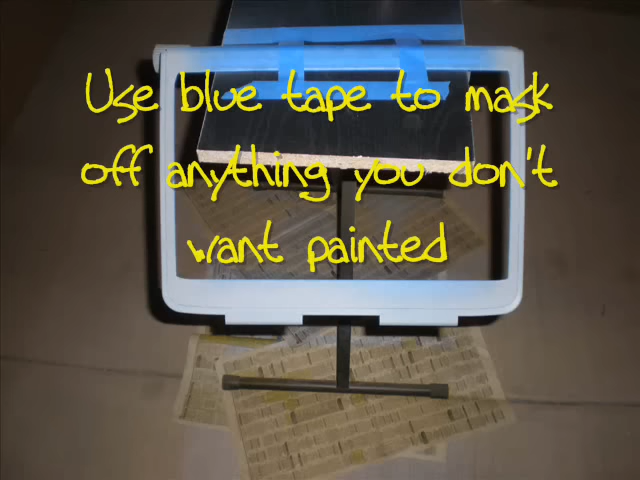 Use blue tape to mask
off anything you don't
want painted